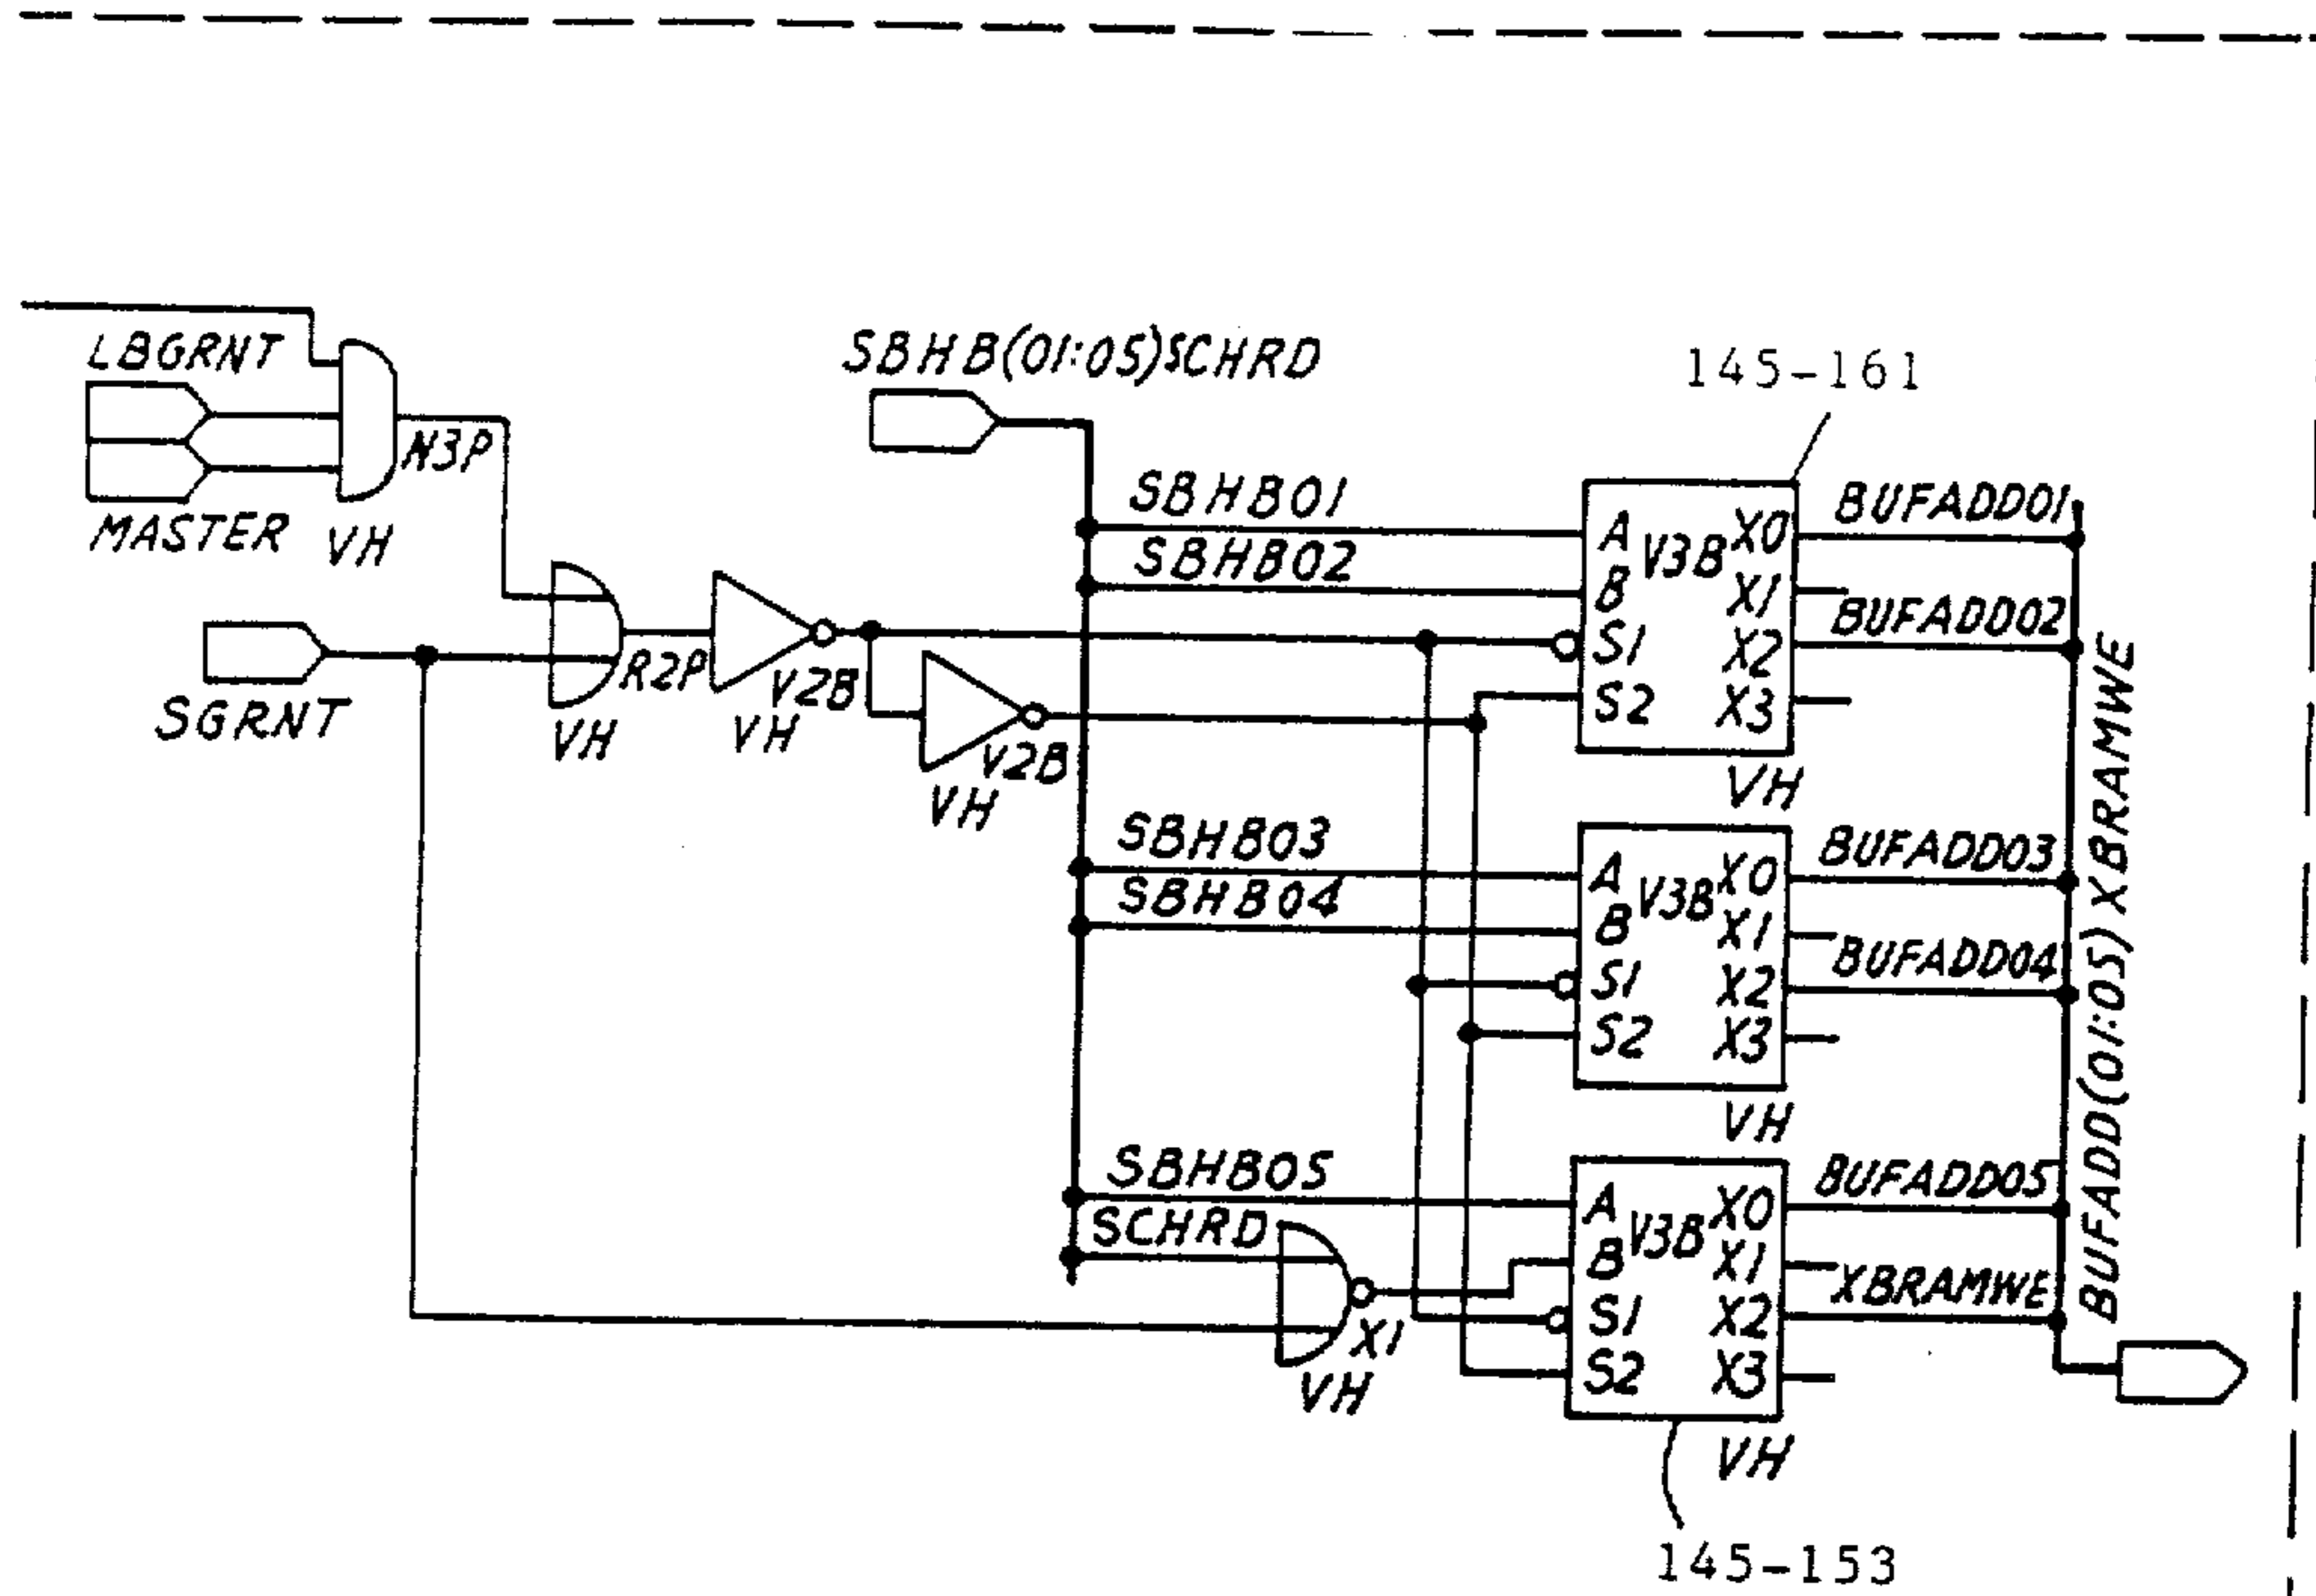 LBGRNT
N3P
MASTER
VH
SGRNT
R2P
VH
V2B
VH
V2B
VH
SBHB(01:05)SCHRD
145-161
SBHB01
SBHB02
A
B
S1
S2
V3B
X0
X1
X2
X3
VH
BUFADD01
BUFADD02
SBHB03
SBHB04
A
B
S1
S2
V3B
X0
X1
X2
X3
VH
BUFADD03
BUFADD04
SBHB05
SCHRD
X1
VH
A
B
S1
S2
V3B
X0
X1
X2
X3
VH
BUFADD05
XBRAMWE
BUFADD(01:05) XBRAMWE
145-153